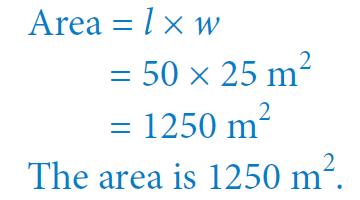 Area = l × w
= 50 × 25 m²
= 1250 m²
The area is 1250 m².